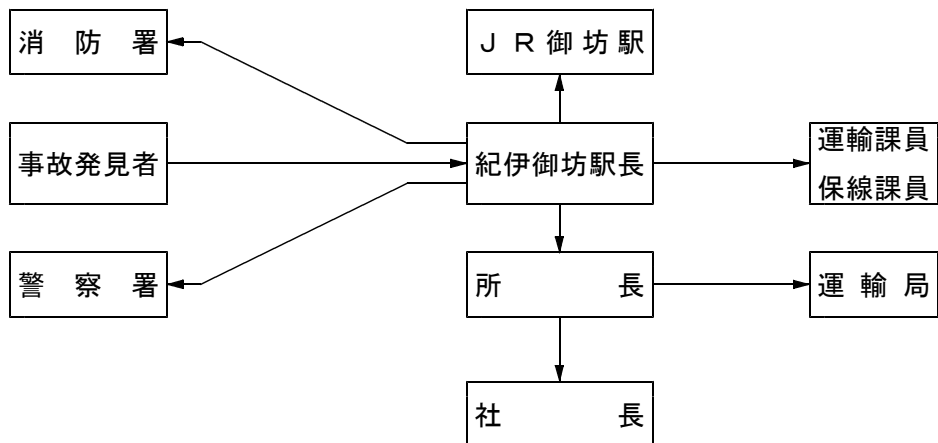 消防署
ＪＲ御坊駅
事故発見者
紀伊御坊駅長
運輸課員
保線課員
警察署
所長
運輸局
社長